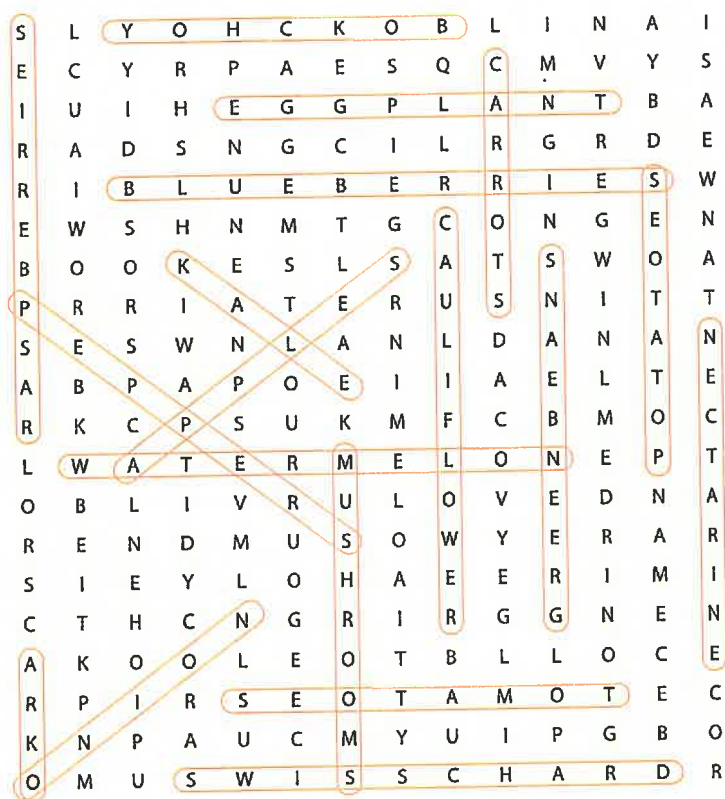 S L Y O H C K O B L I N A I
E C Y R P A E S Q C M V Y S
I U I H E G G P L A N T B A
R A D S N G C I L R G R D E
R I B L U E B E R R I E S W
E W S H N M T G C O N G E N
B O O K E S L S A T S W O A
P R R I A T E R U S N I T T
S E S W N L A N L D A N A N
A B P A P O E I I A E L T E
R K C P S U K M F C B M O C
L W A T E R M E L O N E P T
O B L I V R U L O V E D N A
R E N D M U S O W Y E R A R
S I E Y L O H A E E R I M I
C T H C N G R I R G G N E N
A K O O L E O T B L L O C E
R P I R S E O T A M O T E C
K N P A U C M Y U I P G B O
O M U S W I S S C H A R D R